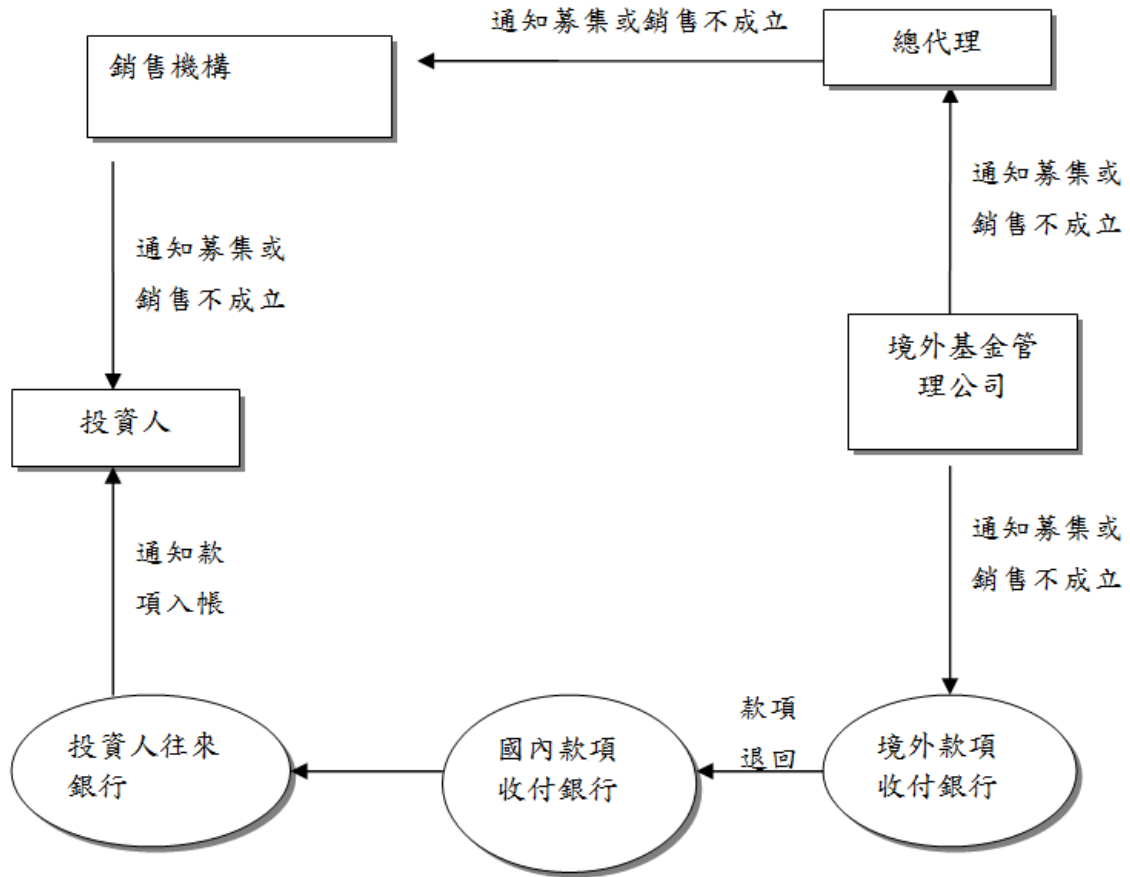 通知募集或銷售不成立
總代理
銷售機構
通知募集或
銷售不成立
通知募集或
銷售不成立
境外基金管
理公司
投資人
通知募集或
銷售不成立
通知款
項入帳
款項
退回
投資人往來
銀行
國內款項
收付銀行
境外款項
收付銀行